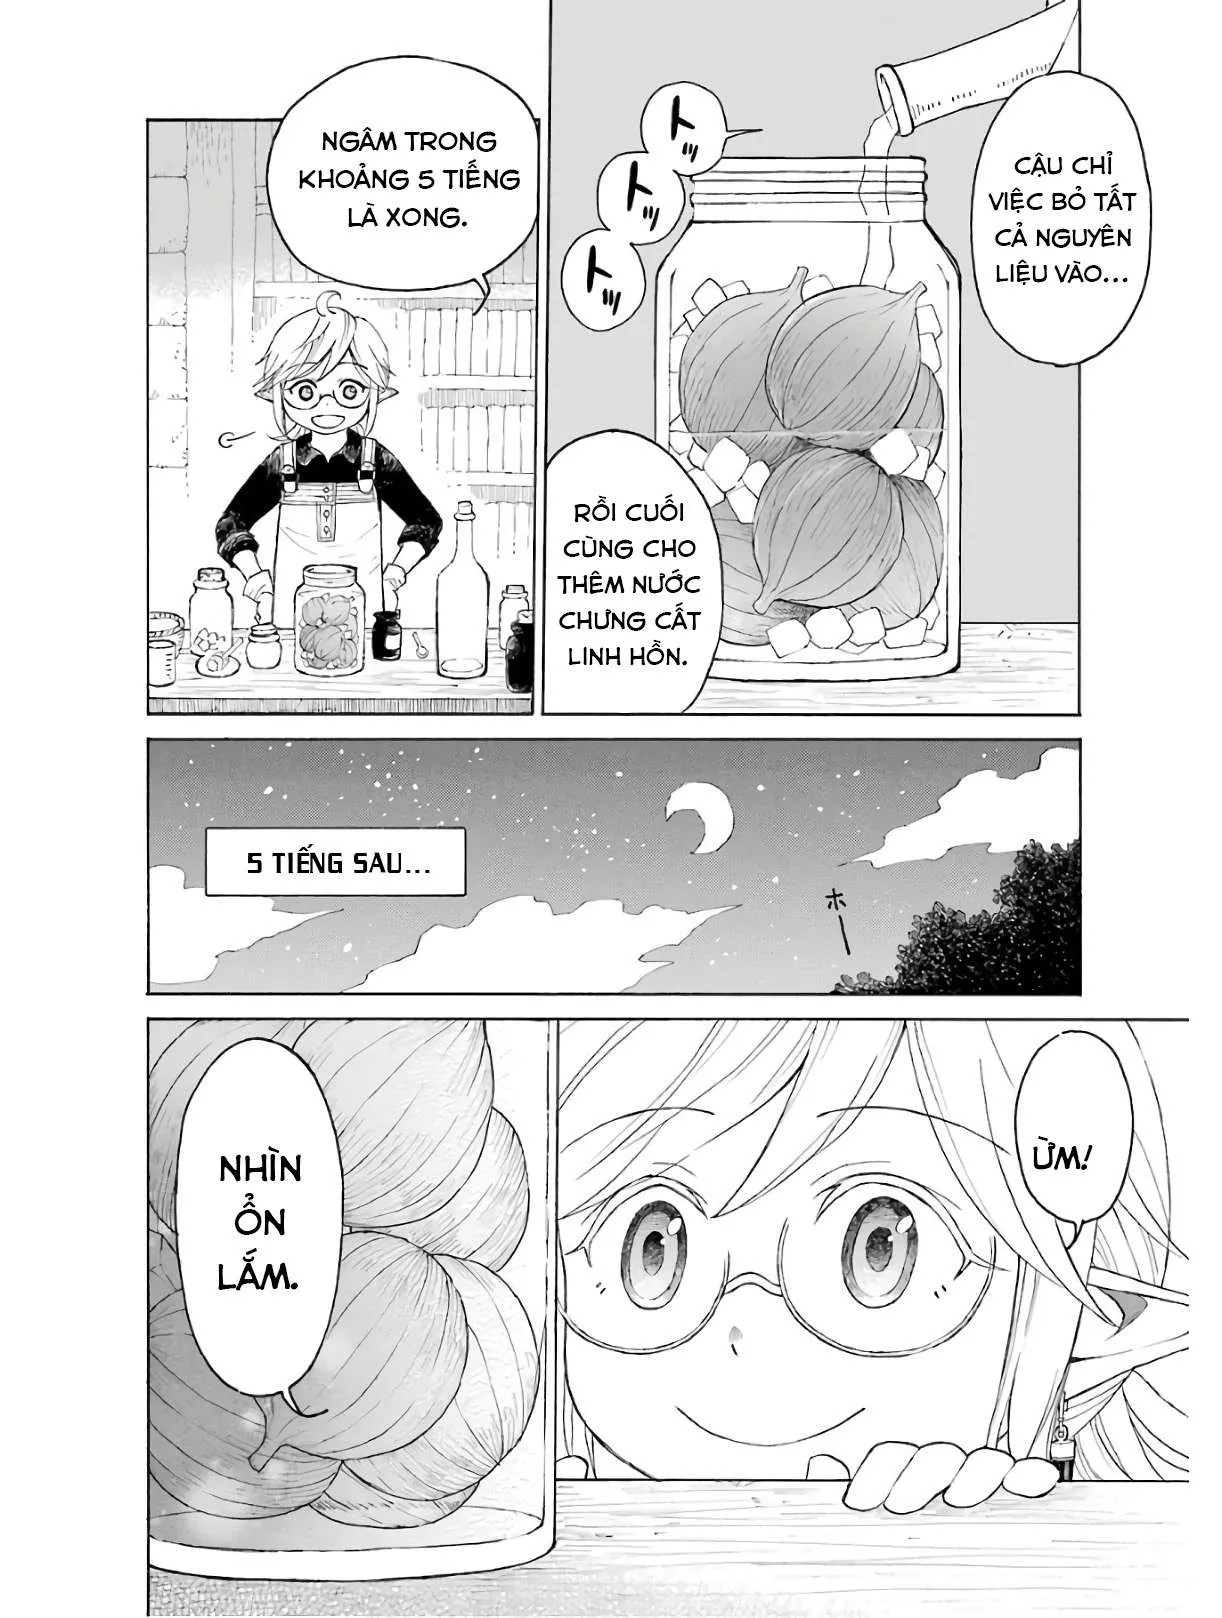 CẬU CHỈ
VIỆC BỎ TẤT
CẢ NGUYÊN
LIỆU VÀO...
トッ
トッ
トッ
RỒI CUỐI
CÙNG CHO
THÊM NƯỚC
CHƯNG CẤT
LINH HỒN.
NGÂM TRONG
KHOẢNG 5 TIẾNG
LÀ XONG.
5 TIẾNG SAU...
ホー
ỪM!
NHÌN
ỔN
LẮM.